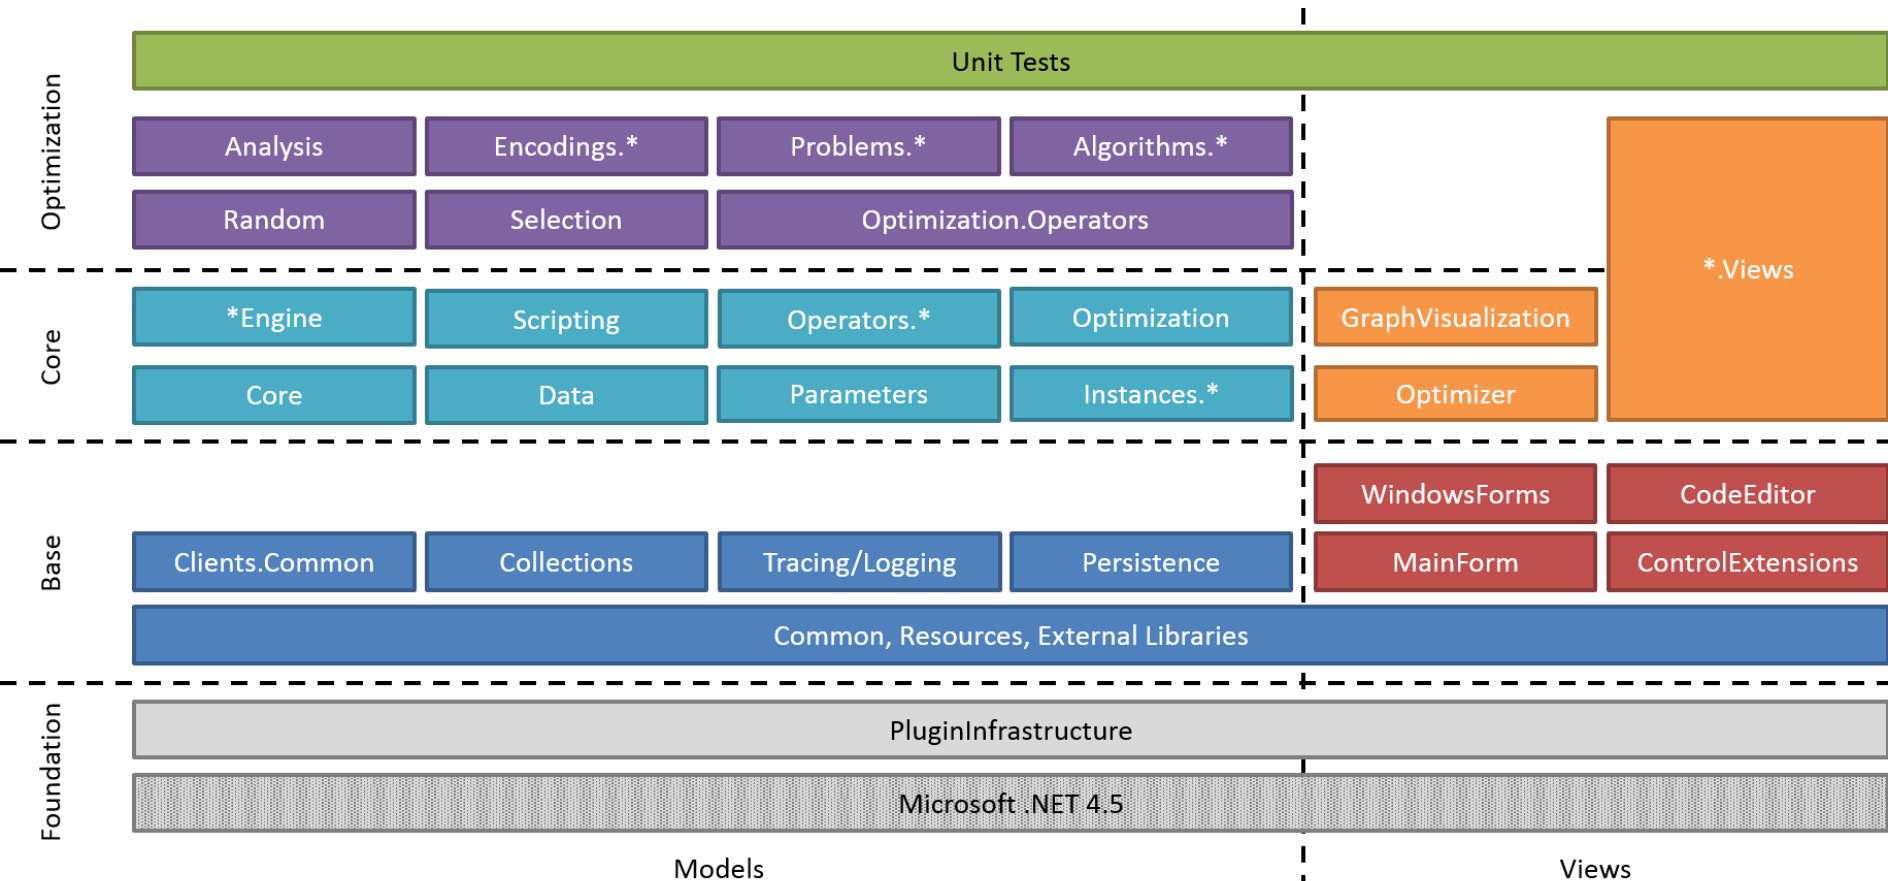 Optimization
Unit Tests
Analysis
Encodings.*
Problems.*
Algorithms.*
Random
Selection
Optimization.Operators
*.Views
Core
*Engine
Scripting
Operators.*
Optimization
GraphVisualization
Core
Data
Parameters
Instances.*
Optimizer
Base
WindowsForms
CodeEditor
Clients.Common
Collections
Tracing/Logging
Persistence
MainForm
ControlExtensions
Common, Resources, External Libraries
Foundation
PluginInfrastructure
Microsoft .NET 4.5
Models
Views